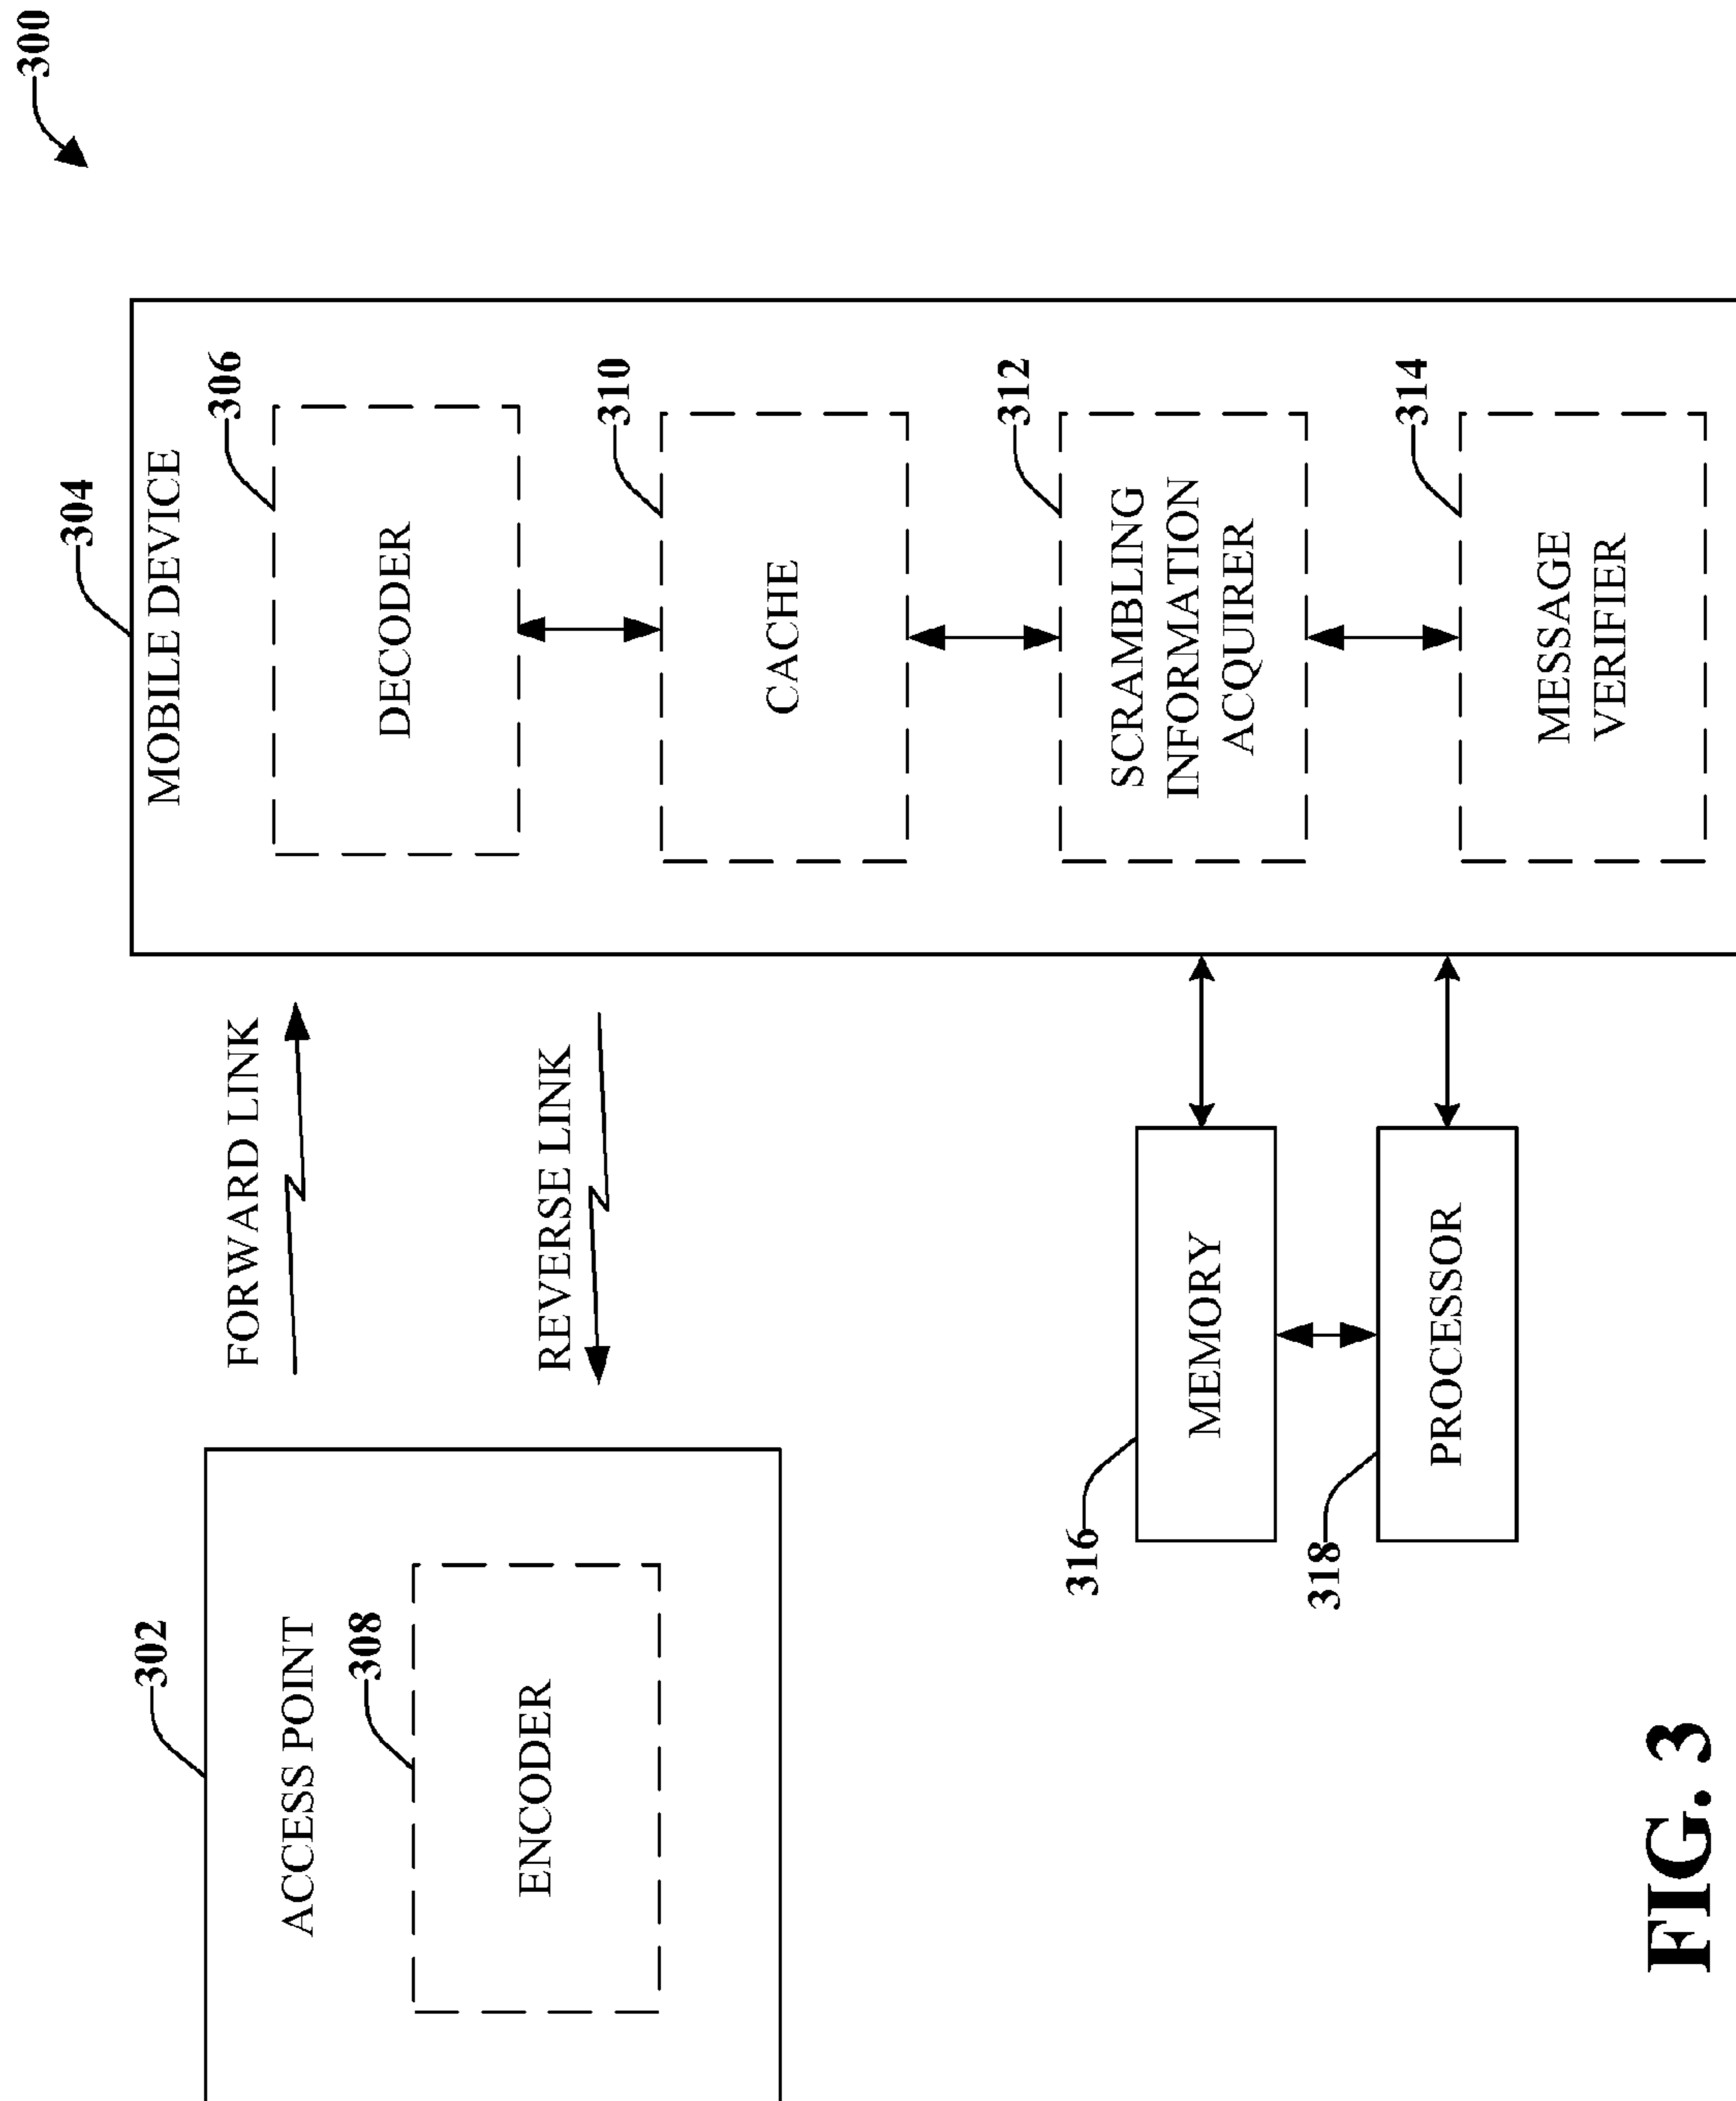 300
302
ACCESS POINT
308
ENCODER
FORWARD LINK
REVERSE LINK
304
MOBILE DEVICE
306
DECODER
310
CACHE
312
SCRAMBLING
INFORMATION
ACQUIRER
314
MESSAGE
VERIFIER
316
MEMORY
318
PROCESSOR
FIG. 3